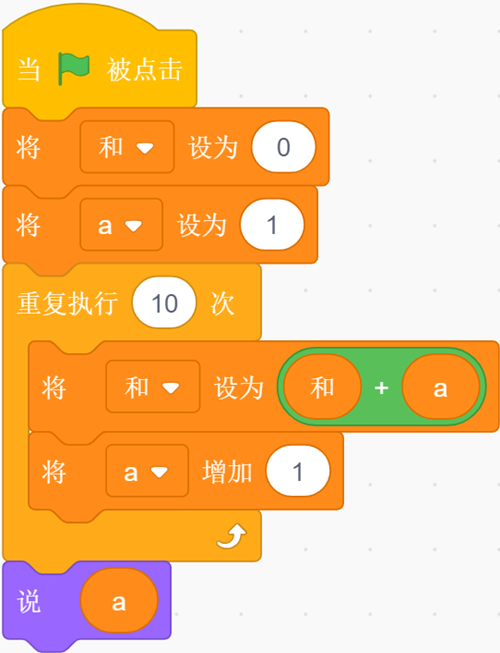 当 被点击
将 和 设为 0
将 a 设为 1
重复执行 10 次
将 和 设为 和 + a
将 a 增加 1
说 a